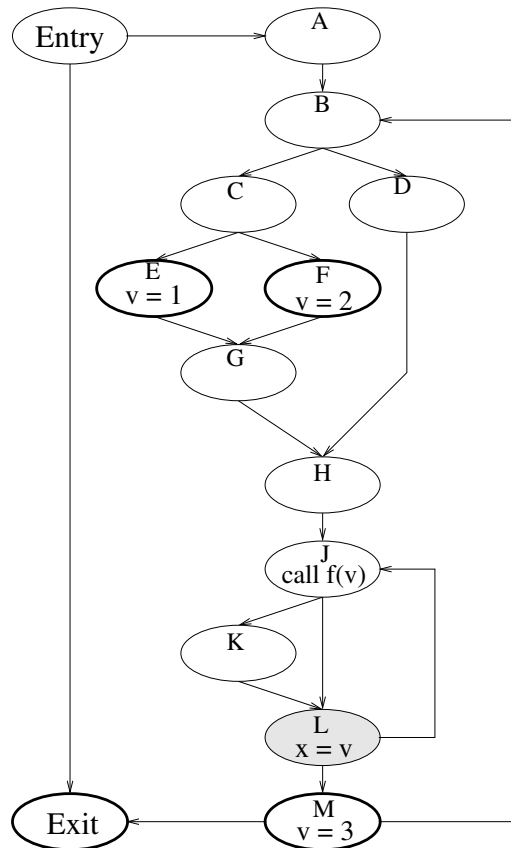 Entry
A
B
C
D
E
v = 1
F
v = 2
G
H
J
call f(v)
K
L
x = v
Exit
M
v = 3